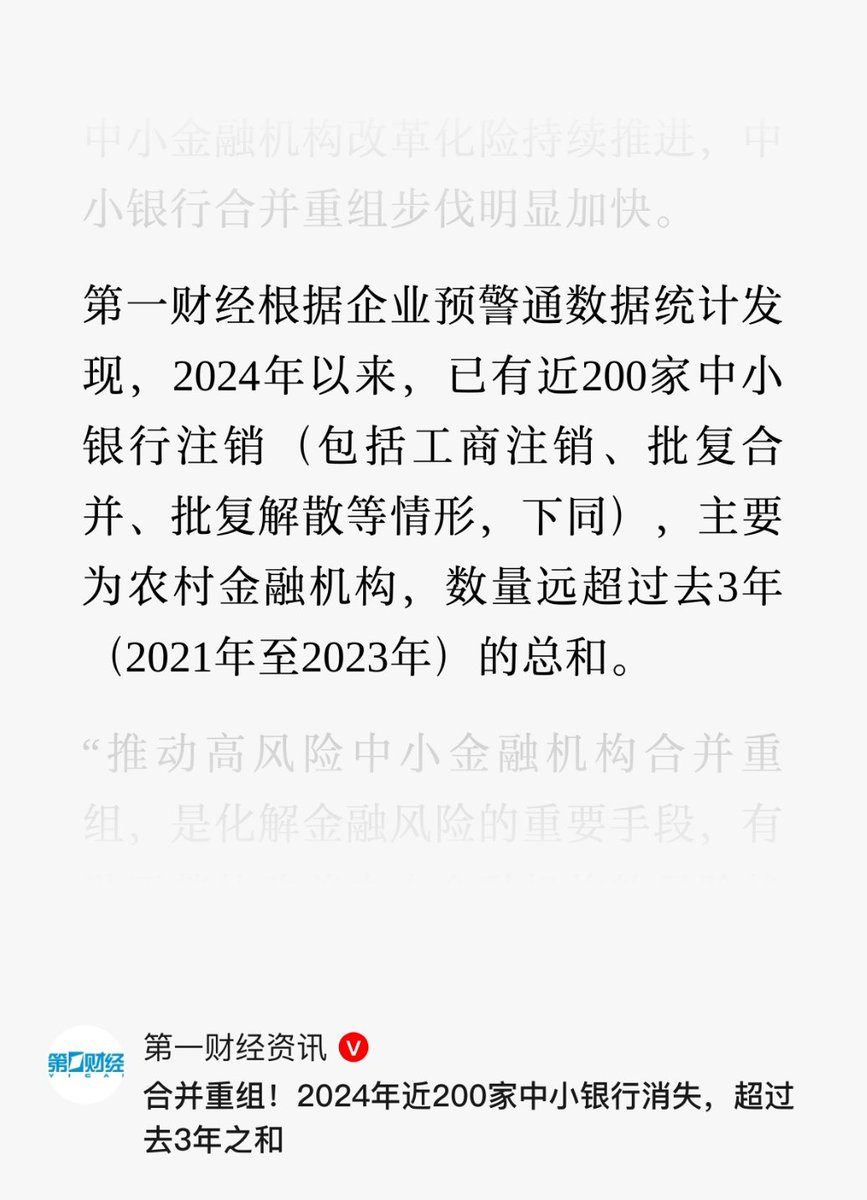 中小金融机构改革化险持续推进，中
小银行合并重组步伐明显加快。
第一财经根据企业预警通数据统计发
现，2024年以来，已有近200家中小
银行注销（包括工商注销、批复合
并、批复解散等情形，下同），主要
为农村金融机构，数量远超过去3年
（2021年至2023年）的总和。
“推动高风险中小金融机构合并重
组，是化解金融风险的重要手段，有
第一财经
YICAI
第一财经资讯
V
合并重组！2024年近200家中小银行消失，超过
去3年之和